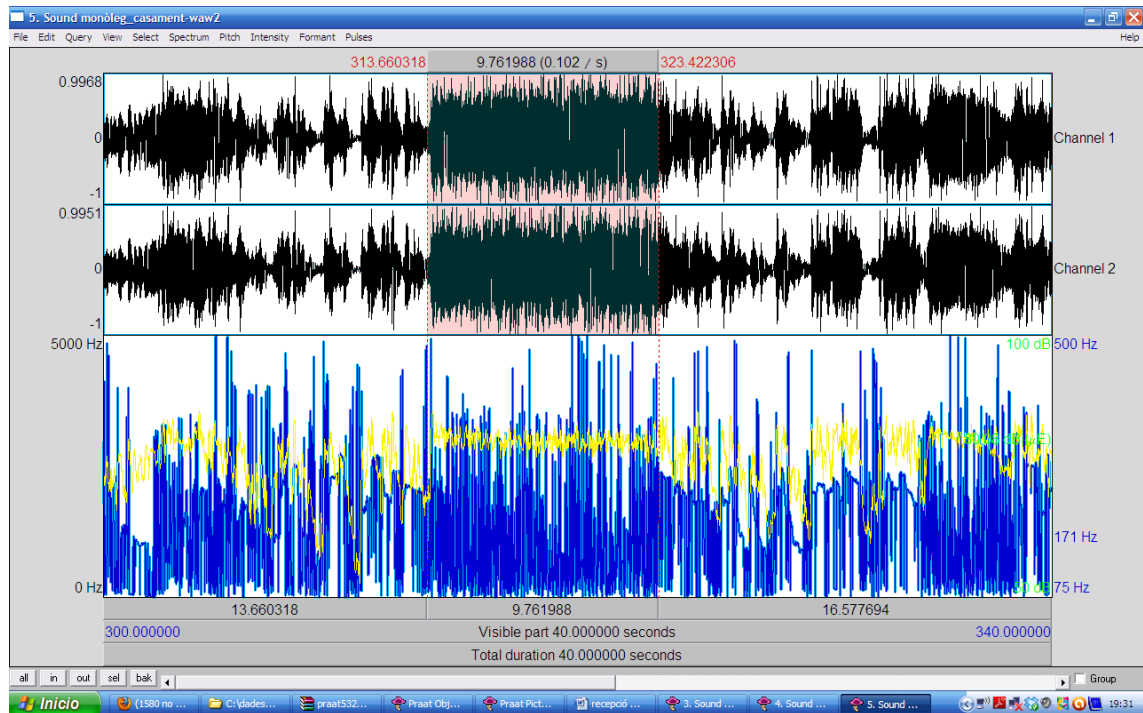 5. Sound monòleg_casament-waw2
File Edit Query View Select Spectrum Pitch Intensity Formant Pulses Help
313.660318 9.761988 (0.102 / s) 323.422306
0.9968
0
-1
Channel 1
0.9951
0
-1
Channel 2
5000 Hz 100 dB 500 Hz
171 Hz
0 Hz 50 dB 75 Hz
13.660318 9.761988 16.577694
300.000000 Visible part 40.000000 seconds 340.000000
Total duration 40.000000 seconds
all in out sel bak Group
Inicio (1580 no ... C:\dades... praat532... Praat Obj... Praat Pict... recepció ... 3. Sound ... 4. Sound ... 5. Sound ... 19:31